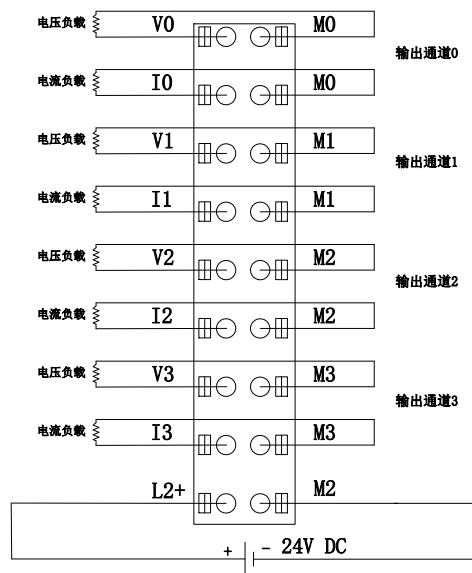 电压负载 V0 M0
输出通道0
电流负载 I0 M0
电压负载 V1 M1
输出通道1
电流负载 I1 M1
电压负载 V2 M2
输出通道2
电流负载 I2 M2
电压负载 V3 M3
输出通道3
电流负载 I3 M3
L2+ M2
+ - 24V DC